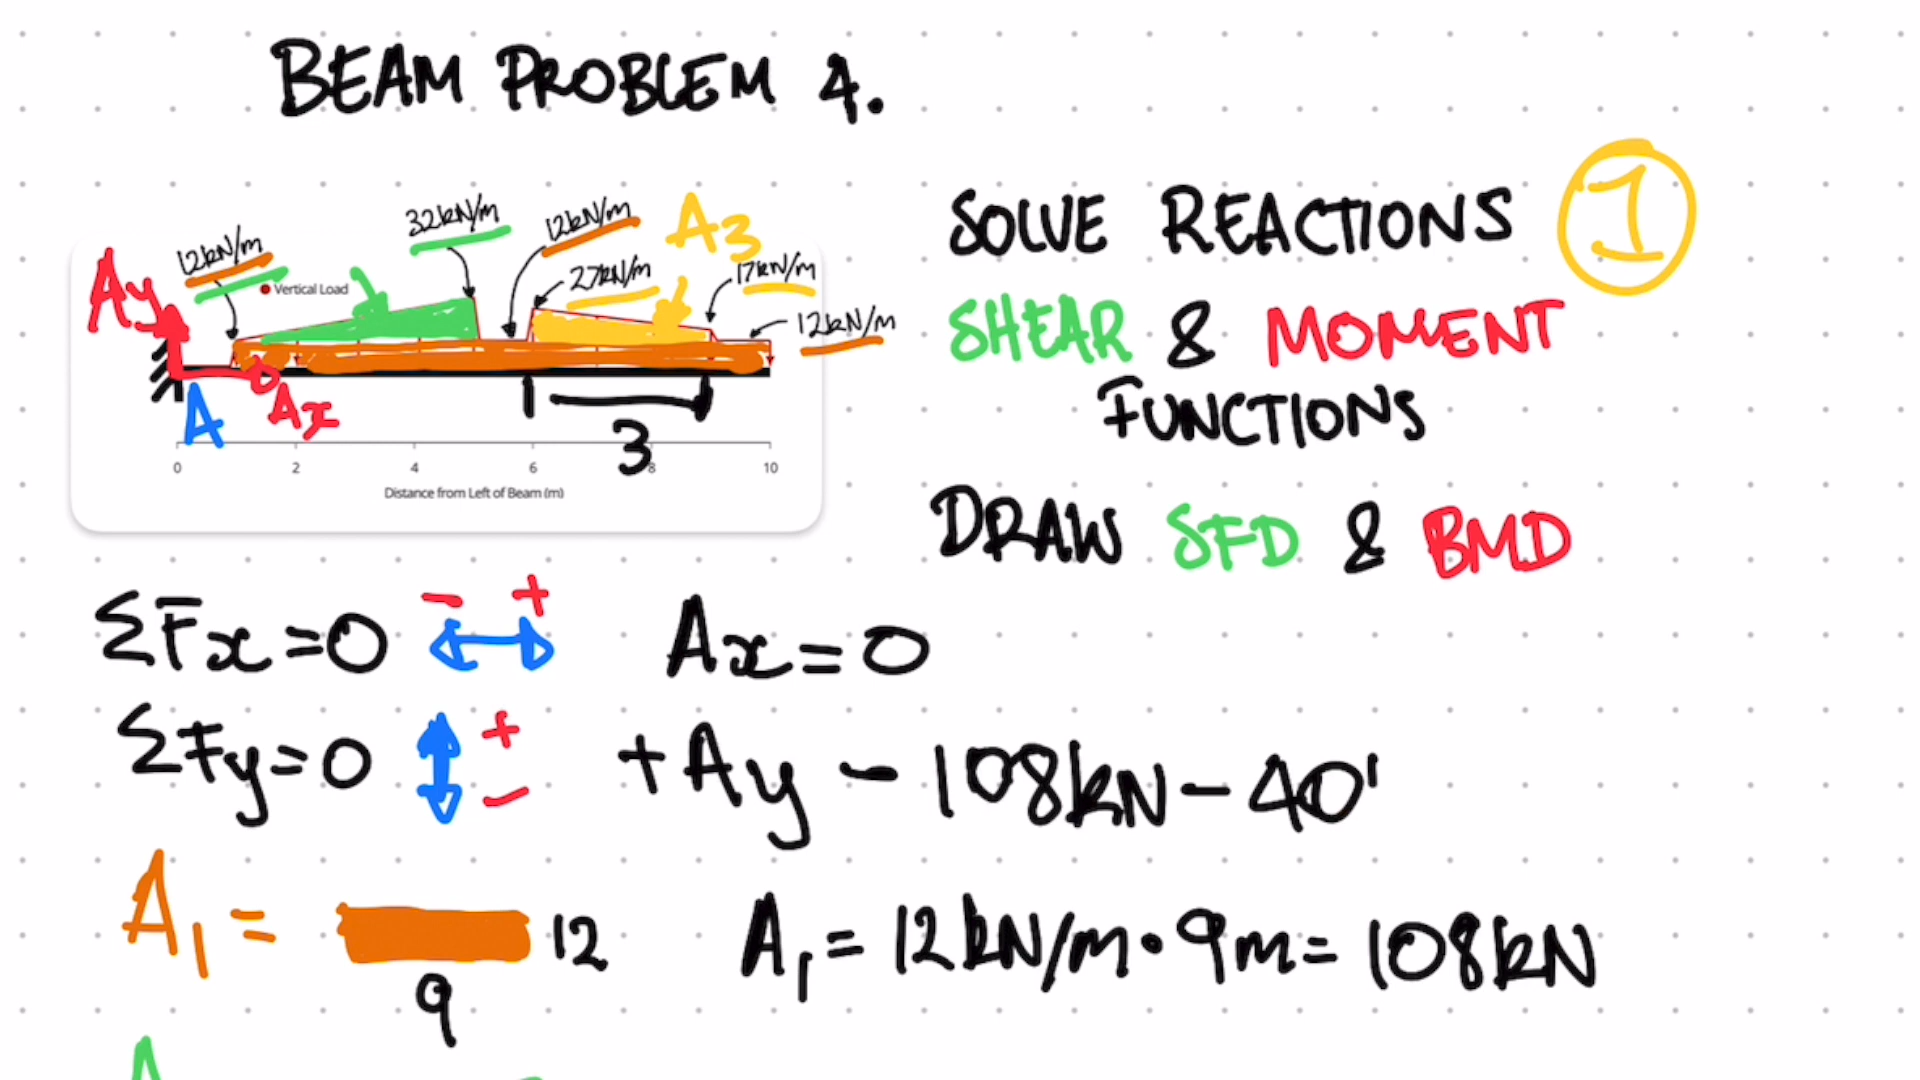 BEAM PROBLEM 4.
32kN/m
12kN/m
A3
12kN/m
27kN/m
17kN/m
Ay
Vertical Load
12kN/m
A
Ax
3
0 2 4 6 8 10
Distance from Left of Beam (m)
SOLVE REACTIONS 1
SHEAR & MOMENT
FUNCTIONS
DRAW SFD & BMD
ΣFx=0 - + Ax=0
ΣFy=0 + - +Ay - 108kN - 40
A1 = 12 A1 = 12kN/m • 9m = 108kN
9